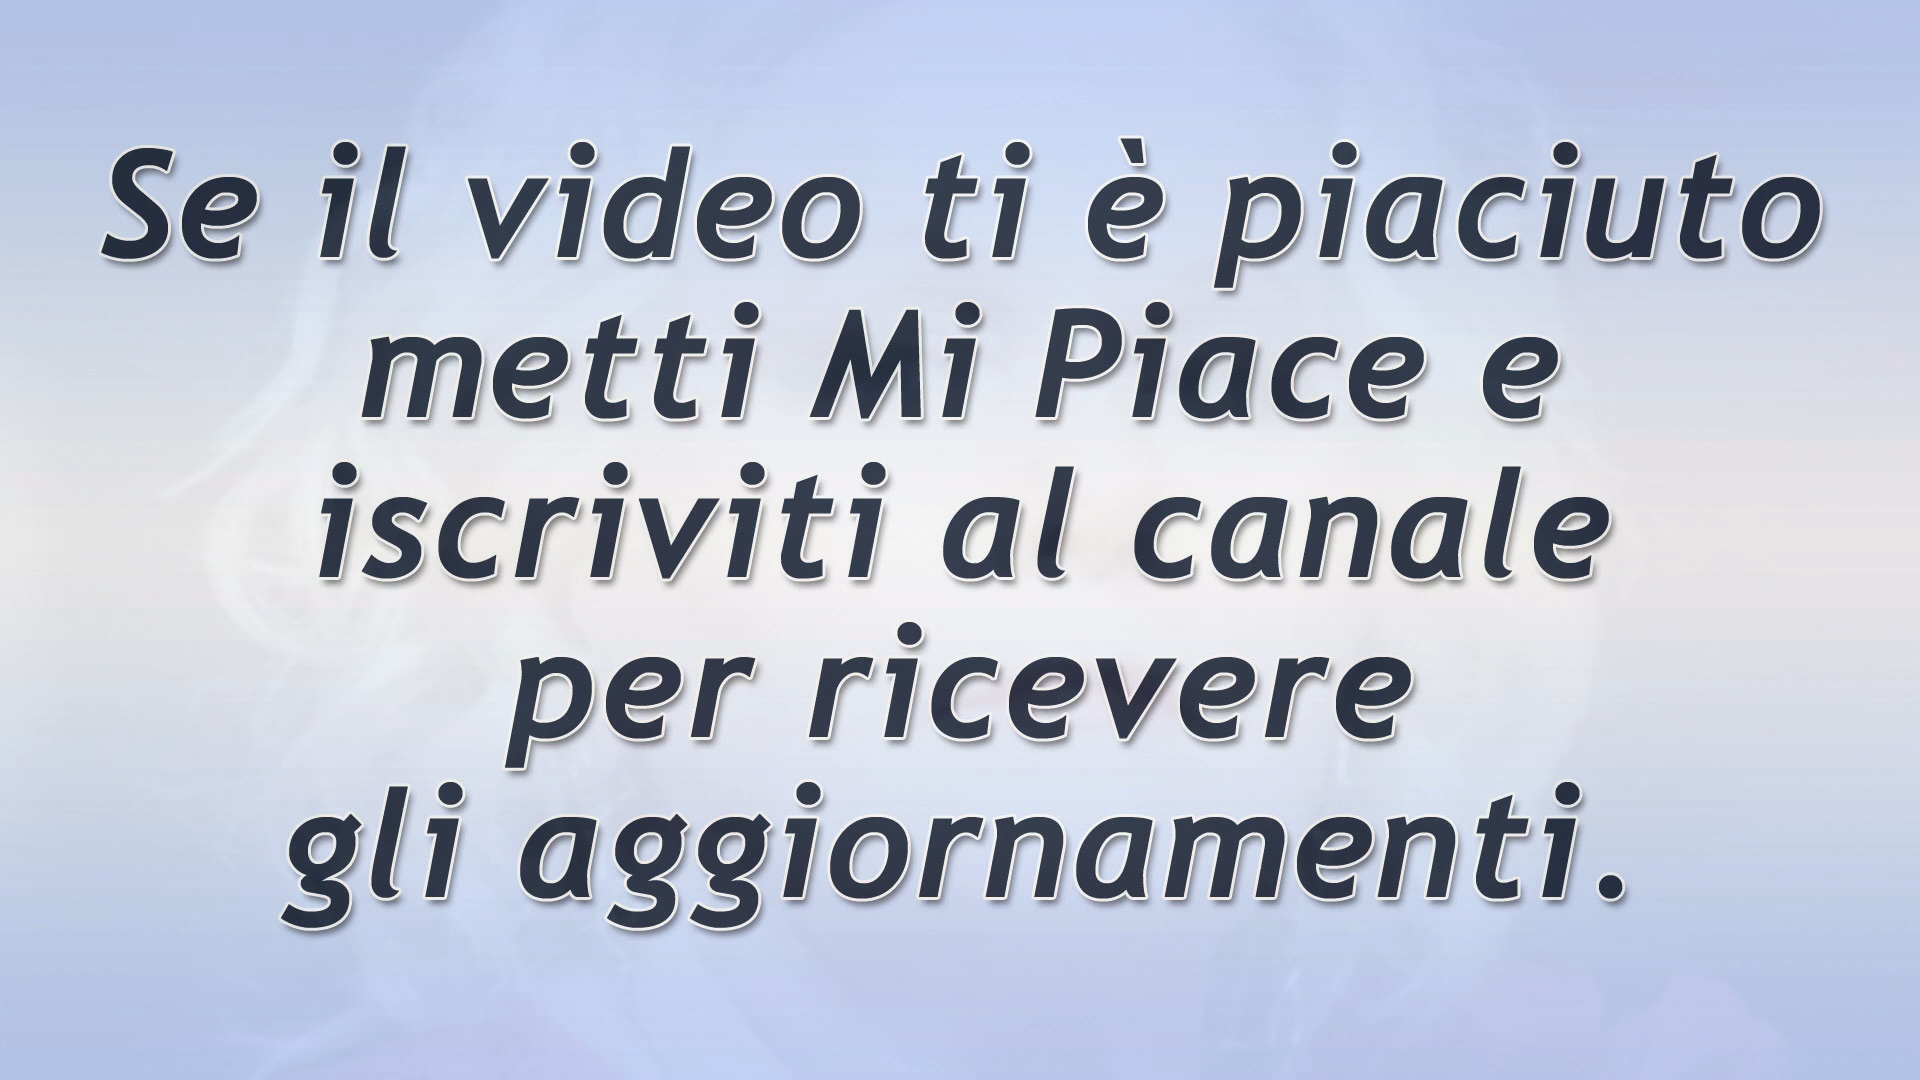 Se il video ti è piaciuto
metti Mi Piace e
iscriviti al canale
per ricevere
gli aggiornamenti.